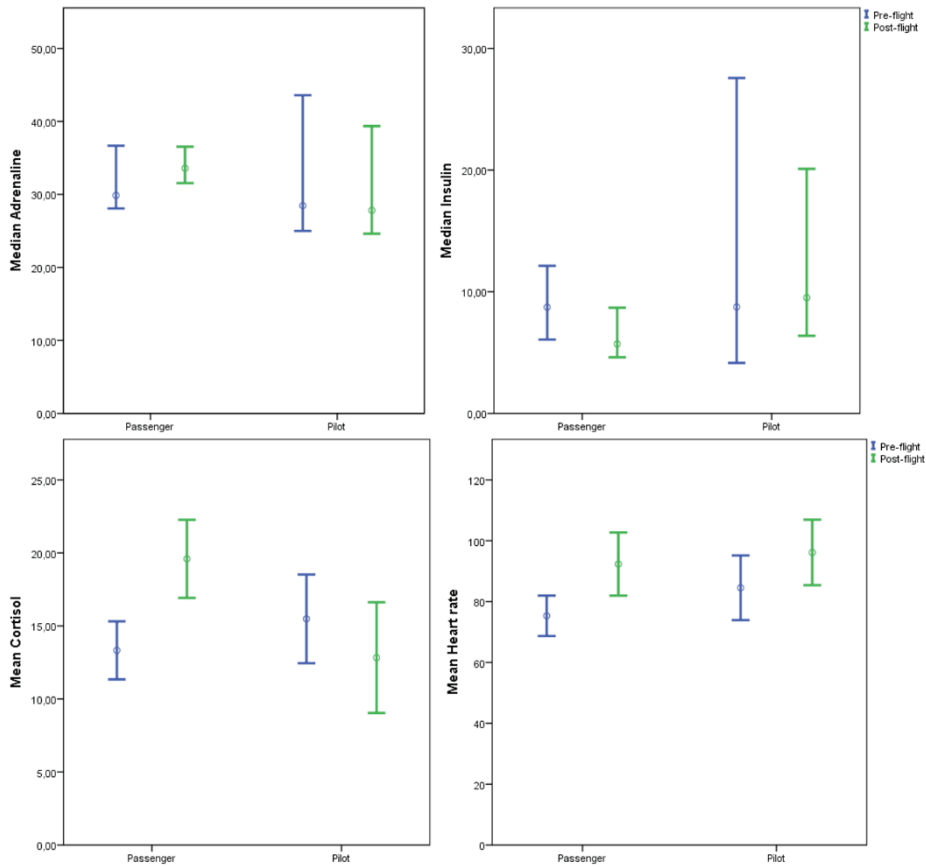 Median Adrenaline
50,00
40,00
30,00
20,00
10,00
0,00
Passenger
Pilot
Median Insulin
30,00
20,00
10,00
0,00
Passenger
Pilot
Pre-flight
Post-flight
Mean Cortisol
25,00
20,00
15,00
10,00
5,00
0,00
Passenger
Pilot
Mean Heart rate
120
100
80
60
40
20
0
Passenger
Pilot
Pre-flight
Post-flight